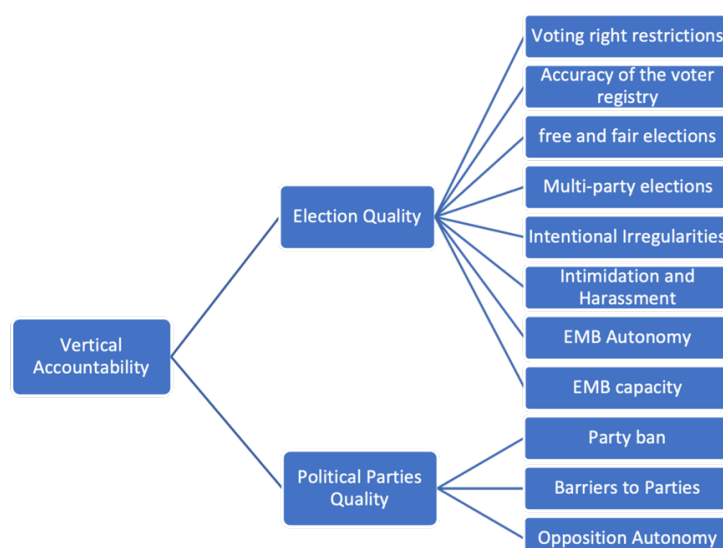 Voting right restrictions
Accuracy of the voter
registry
free and fair elections
Multi-party elections
Election Quality
Intentional Irregularities
Intimidation and
Harassment
EMB Autonomy
Vertical
Accountability
EMB capacity
Party ban
Political Parties
Quality
Barriers to Parties
Opposition Autonomy